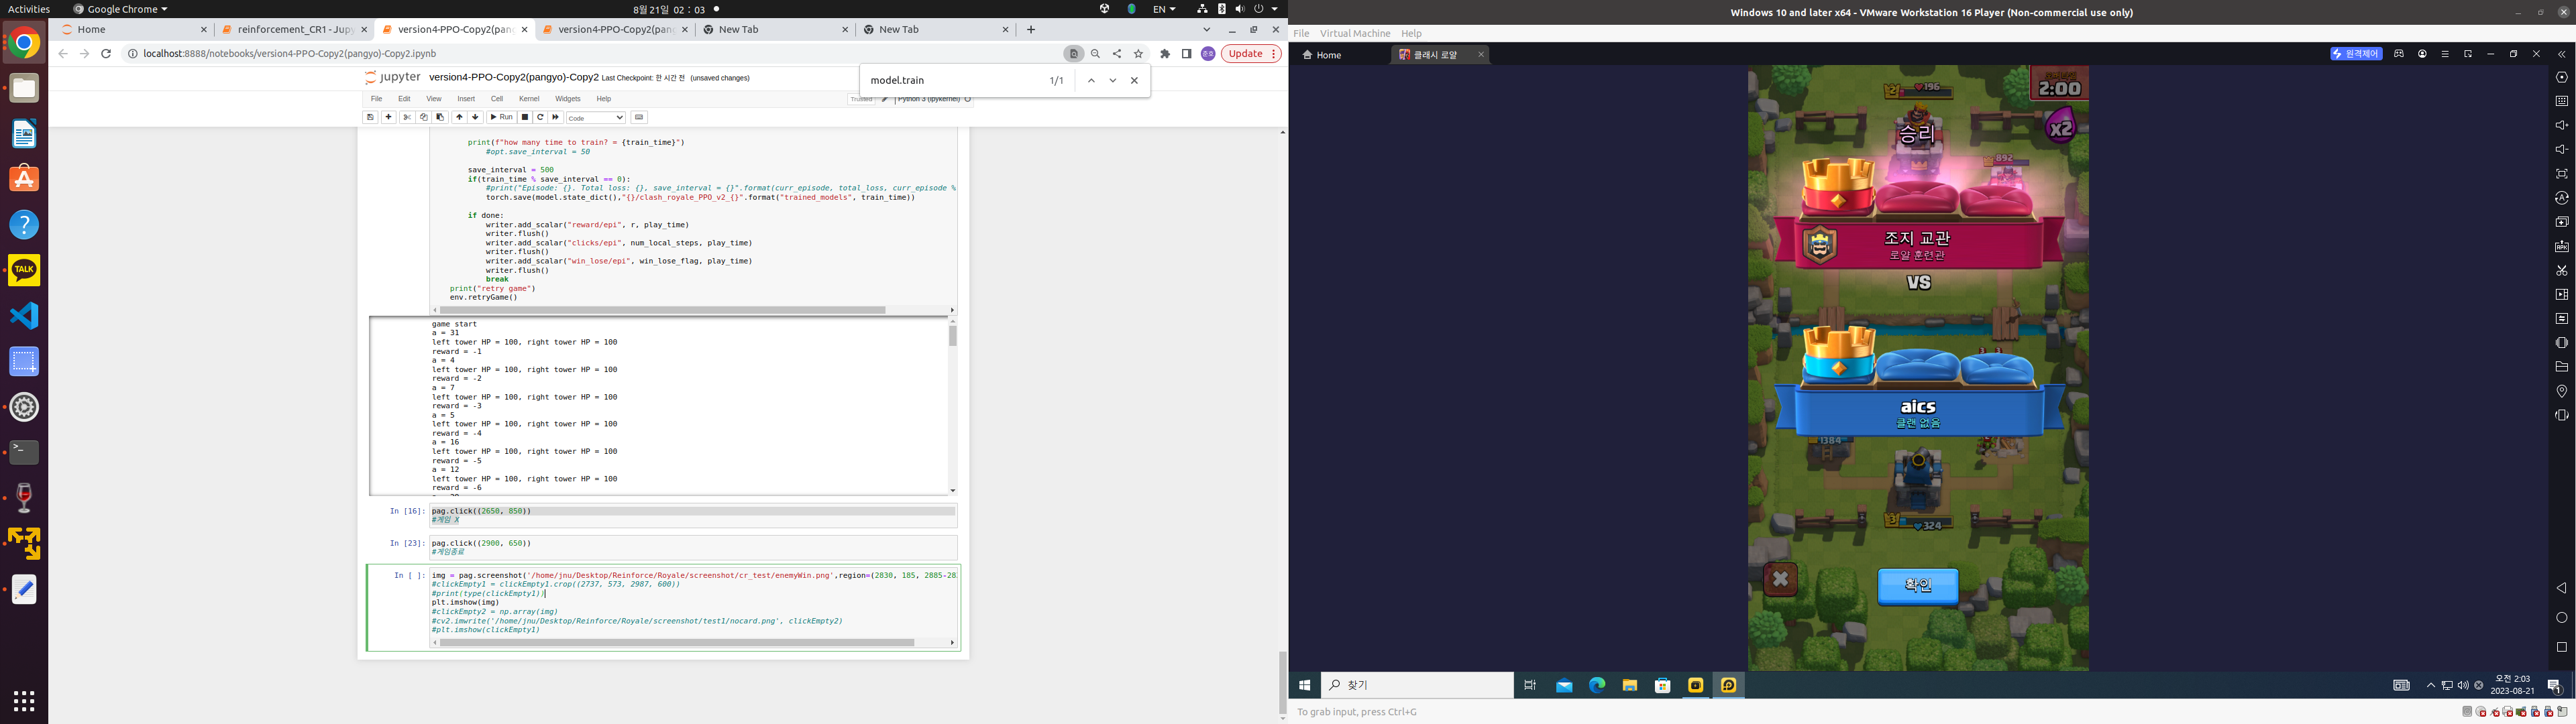 Activities
Google Chrome
8월 21일 02 : 03
EN
Home
reinforcement_CR1 - Jupy
version4-PPO-Copy2(pan
version4-PPO-Copy2(pan
New Tab
New Tab
localhost:8888/notebooks/version4-PPO-Copy2(pangyo)-Copy2.ipynb
Update
model.train
1/1
jupyter version4-PPO-Copy2(pangyo)-Copy2 Last Checkpoint: 한 시간 전 (unsaved changes)
File Edit View Insert Cell Kernel Widgets Help
Trusted
Python 3 (ipykernel)
Run
Code
print(f"how many time to train? = {train_time}")
#opt.save_interval = 50
save_interval = 500
if(train_time % save_interval == 0):
#print("Episode: {}. Total loss: {}, save_interval = {}".format(curr_episode, total_loss, curr_episode %
torch.save(model.state_dict(),"{}/clash_royale_PPO_v2_{}".format("trained_models", train_time))
if done:
writer.add_scalar("reward/epi", r, play_time)
writer.flush()
writer.add_scalar("clicks/epi", num_local_steps, play_time)
writer.flush()
writer.add_scalar("win_lose/epi", win_lose_flag, play_time)
writer.flush()
break
print("retry game")
env.retryGame()
game start
a = 31
left tower HP = 100, right tower HP = 100
reward = -1
a = 4
left tower HP = 100, right tower HP = 100
reward = -2
a = 7
left tower HP = 100, right tower HP = 100
reward = -3
a = 5
left tower HP = 100, right tower HP = 100
reward = -4
a = 16
left tower HP = 100, right tower HP = 100
reward = -5
a = 12
left tower HP = 100, right tower HP = 100
reward = -6
In [16]: pag.click((2650, 850))
#게임 X
In [23]: pag.click((2900, 650))
#게임종료
In [ ]: img = pag.screenshot('/home/jnu/Desktop/Reinforce/Royale/screenshot/cr_test/enemyWin.png',region=(2830, 185, 2885-283
#clickEmpty1 = clickEmpty1.crop((2737, 573, 2987, 600))
#print(type(clickEmpty1))
plt.imshow(img)
#clickEmpty2 = np.array(img)
#cv2.imwrite('/home/jnu/Desktop/Reinforce/Royale/screenshot/test1/nocard.png', clickEmpty2)
#plt.imshow(clickEmpty1)
TALK
Windows 10 and later x64 - VMware Workstation 16 Player (Non-commercial use only)
File Virtual Machine Help
Home
클래시 로얄
원격제어
2
196
2:00
x2
승리
892
조지 교관
로얄 훈련관
VS
aics
클랜 없음
1384
3
324
확인
찾기
오전 2:03
2023-08-21
1
To grab input, press Ctrl+G